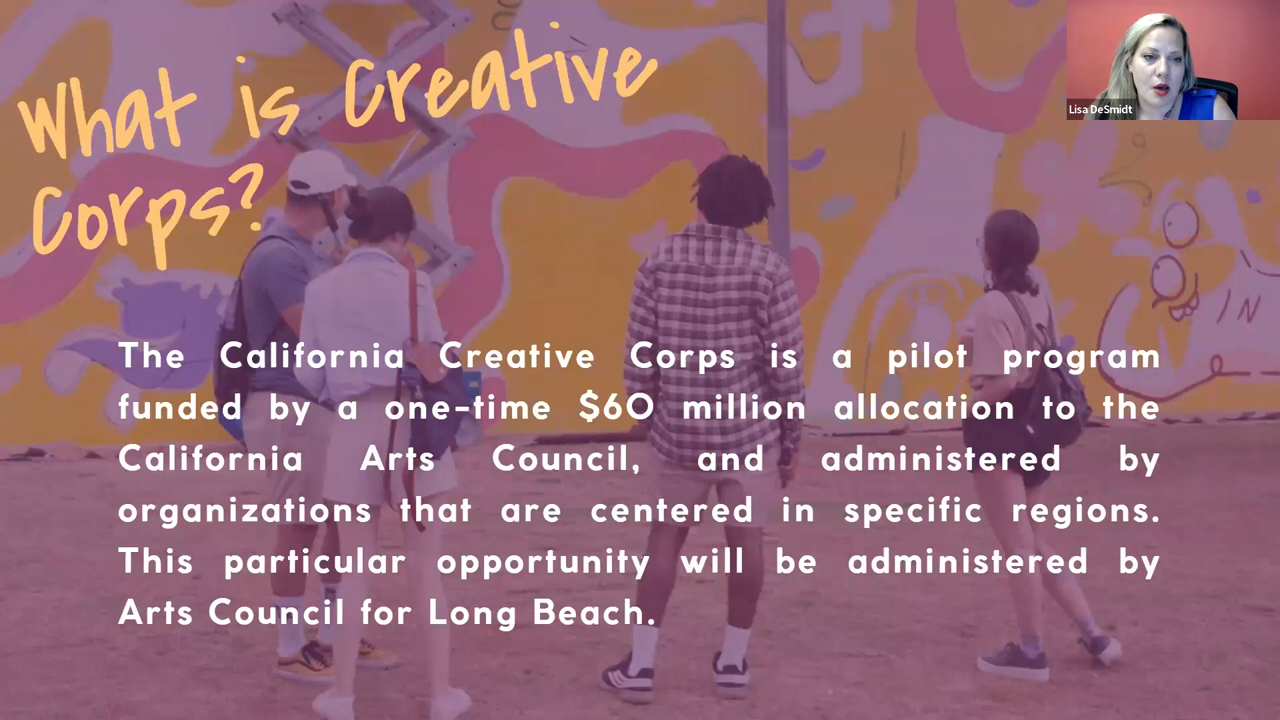 What is Creative
Corps?
Lisa DeSmidt
The California Creative Corps is a pilot program
funded by a one-time $60 million allocation to the
California Arts Council, and administered by
organizations that are centered in specific regions.
This particular opportunity will be administered by
Arts Council for Long Beach.
IN